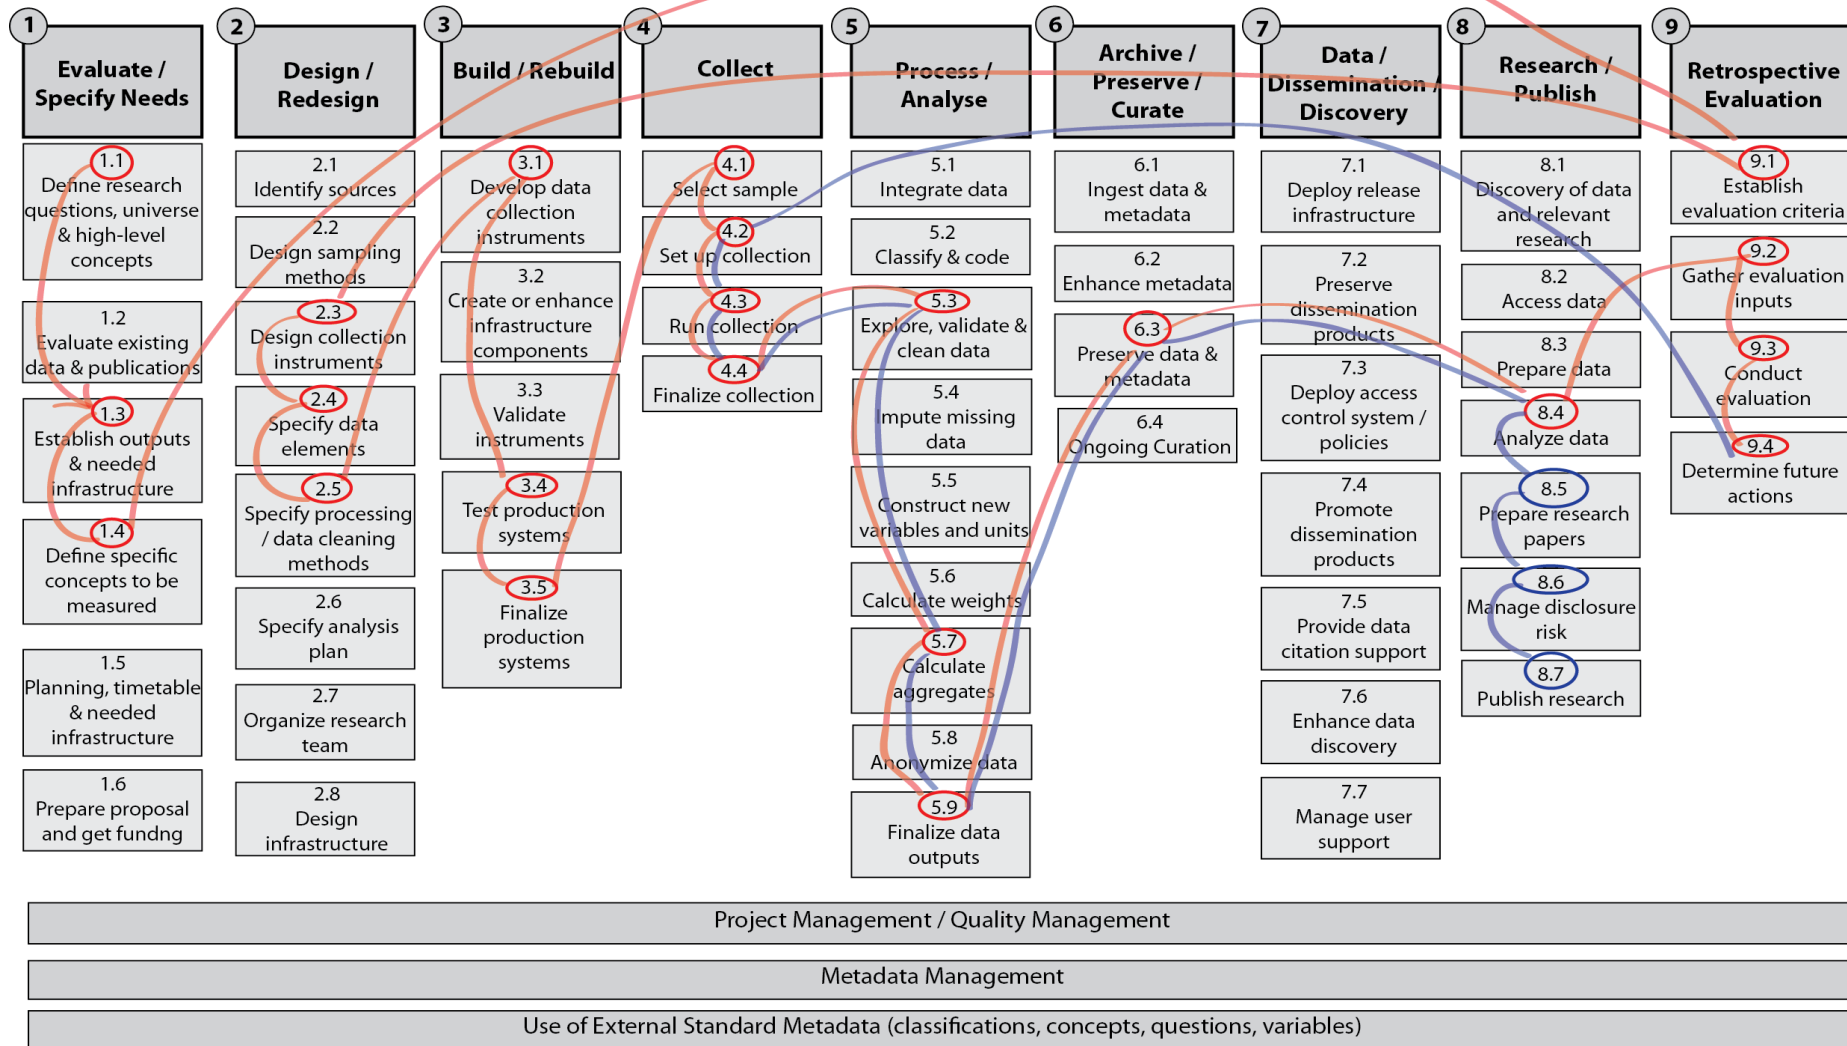 1
Evaluate /
Specify Needs
1.1
Define research
questions, universe
& high-level
concepts
1.2
Evaluate existing
data & publications
1.3
Establish outputs
& needed
infrastructure
1.4
Define specific
concepts to be
measured
1.5
Planning, timetable
& needed
infrastructure
1.6
Prepare proposal
and get fundng
2
Design /
Redesign
2.1
Identify sources
2.2
Design sampling
methods
2.3
Design collection
instruments
2.4
Specify data
elements
2.5
Specify processing
/ data cleaning
methods
2.6
Specify analysis
plan
2.7
Organize research
team
2.8
Design
infrastructure
3
Build / Rebuild
3.1
Develop data
collection
instruments
3.2
Create or enhance
infrastructure
components
3.3
Validate
instruments
3.4
Test production
systems
3.5
Finalize
production
systems
4
Collect
4.1
Select sample
4.2
Set up collection
4.3
Run collection
4.4
Finalize collection
5
Process /
Analyse
5.1
Integrate data
5.2
Classify & code
5.3
Explore, validate &
clean data
5.4
Impute missing
data
5.5
Construct new
variables and units
5.6
Calculate weights
5.7
Calculate
aggregates
5.8
Anonymize data
5.9
Finalize data
outputs
6
Archive /
Preserve /
Curate
6.1
Ingest data &
metadata
6.2
Enhance metadata
6.3
Preserve data &
metadata
6.4
Ongoing Curation
7
Data /
Dissemination /
Discovery
7.1
Deploy release
infrastructure
7.2
Preserve
dissemination
products
7.3
Deploy access
control system /
policies
7.4
Promote
dissemination
products
7.5
Provide data
citation support
7.6
Enhance data
discovery
7.7
Manage user
support
8
Research /
Publish
8.1
Discovery of data
and relevant
research
8.2
Access data
8.3
Prepare data
8.4
Analyze data
8.5
Prepare research
papers
8.6
Manage disclosure
risk
8.7
Publish research
9
Retrospective
Evaluation
9.1
Establish
evaluation criteria
9.2
Gather evaluation
inputs
9.3
Conduct
evaluation
9.4
Determine future
actions
Project Management / Quality Management
Metadata Management
Use of External Standard Metadata (classifications, concepts, questions, variables)